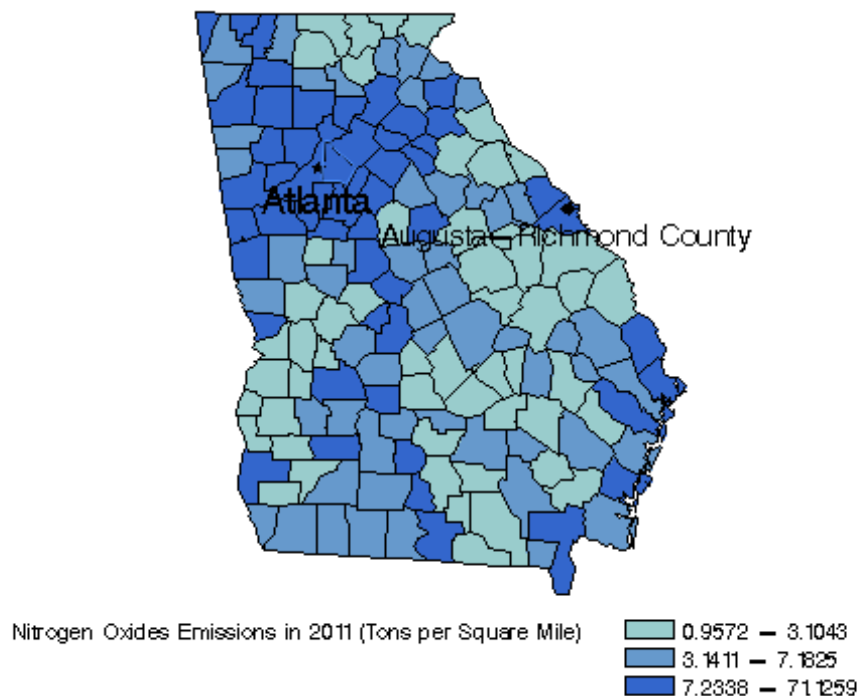 Atlanta
Augusta—Richmond County
Nitrogen Oxides Emissions in 2011 (Tons per Square Mile)
0.9572 — 3.1043
3.1411 — 7.1825
7.2338 — 71.1259